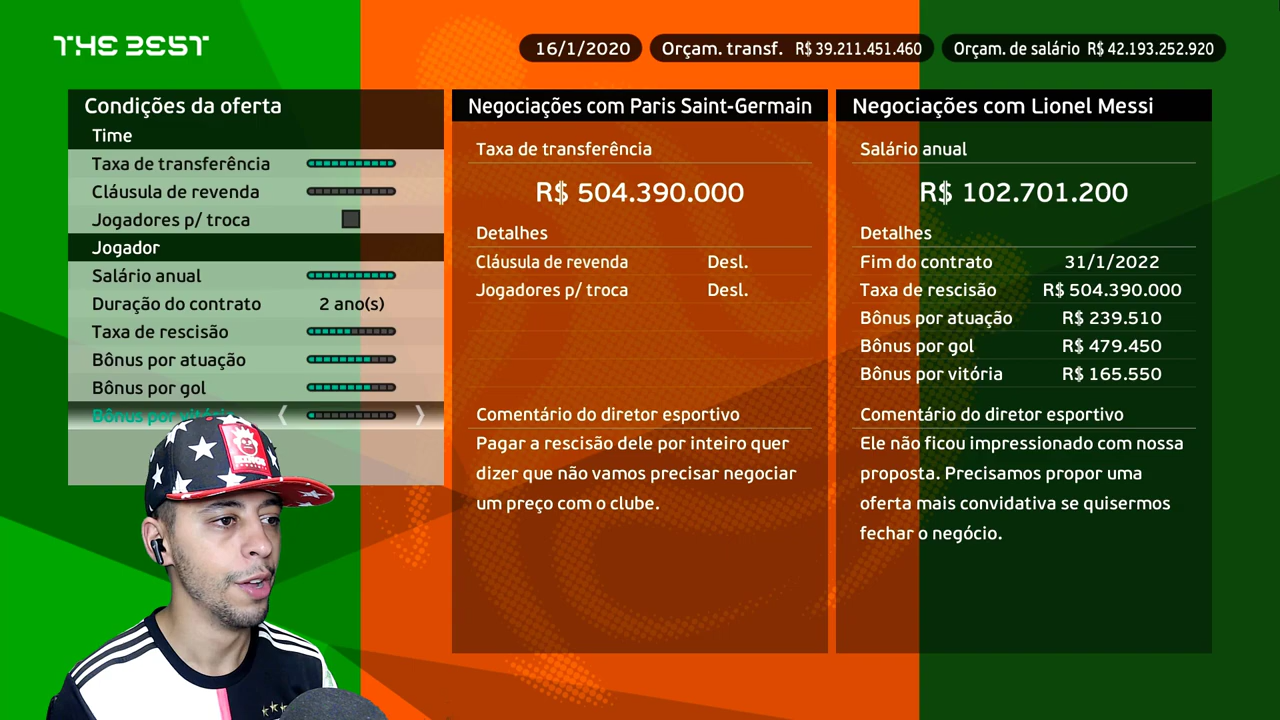 THE BEST
16/1/2020
Orçam. transf. R$ 39.211.451.460
Orçam. de salário R$ 42.193.252.920
Condições da oferta
Time
Taxa de transferência
Cláusula de revenda
Jogadores p/ troca
Jogador
Salário anual
Duração do contrato 2 ano(s)
Taxa de rescisão
Bônus por atuação
Bônus por gol
Bônus por vitória
Negociações com Paris Saint-Germain
Taxa de transferência
R$ 504.390.000
Detalhes
Cláusula de revenda Desl.
Jogadores p/ troca Desl.
Comentário do diretor esportivo
Pagar a rescisão dele por inteiro quer
dizer que não vamos precisar negociar
um preço com o clube.
Negociações com Lionel Messi
Salário anual
R$ 102.701.200
Detalhes
Fim do contrato 31/1/2022
Taxa de rescisão R$ 504.390.000
Bônus por atuação R$ 239.510
Bônus por gol R$ 479.450
Bônus por vitória R$ 165.550
Comentário do diretor esportivo
Ele não ficou impressionado com nossa
proposta. Precisamos propor uma
oferta mais convidativa se quisermos
fechar o negócio.